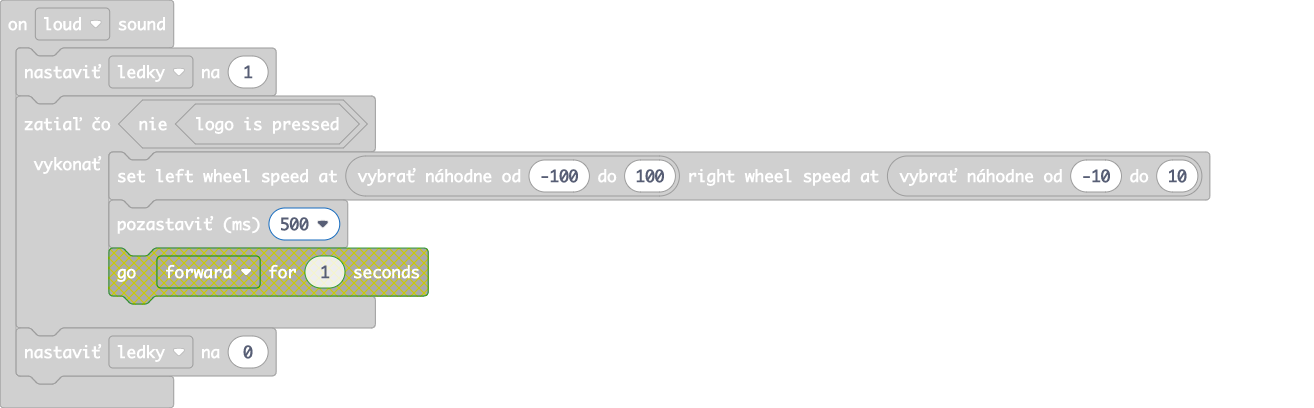 on loud sound
nastaviť ledky na 1
zatiaľ čo nie logo is pressed
vykonať
set left wheel speed at vybrať náhodne od -100 do 100 right wheel speed at vybrať náhodne od -10 do 10
pozastaviť (ms) 500
go forward for 1 seconds
nastaviť ledky na 0